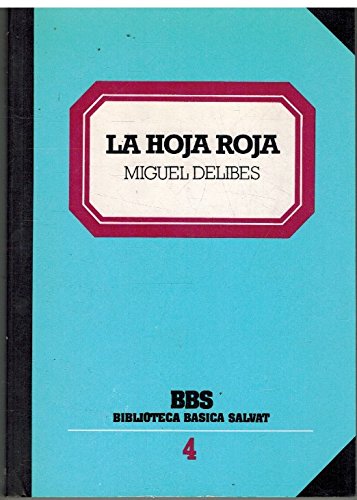 LA HOJA ROJA
MIGUEL DELIBES
BBS
BIBLIOTECA BASICA SALVAT
4